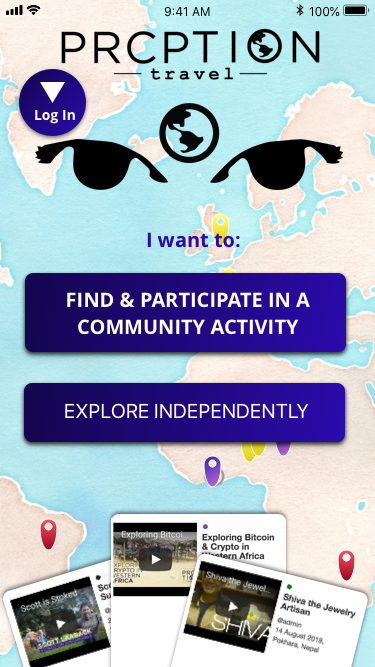 9:41 AM
100%
PRCPTION
travel
Log In
I want to:
FIND & PARTICIPATE IN A
COMMUNITY ACTIVITY
EXPLORE INDEPENDENTLY
Exploring Bitcoi
Exploring Bitcoin
& Crypto in
Western Africa
Scott is Stoked
Shiva the Jewel...
SHIVA
Shiva the Jewelry
Artisan
@admin
14 August 2018,
Pokhara, Nepal